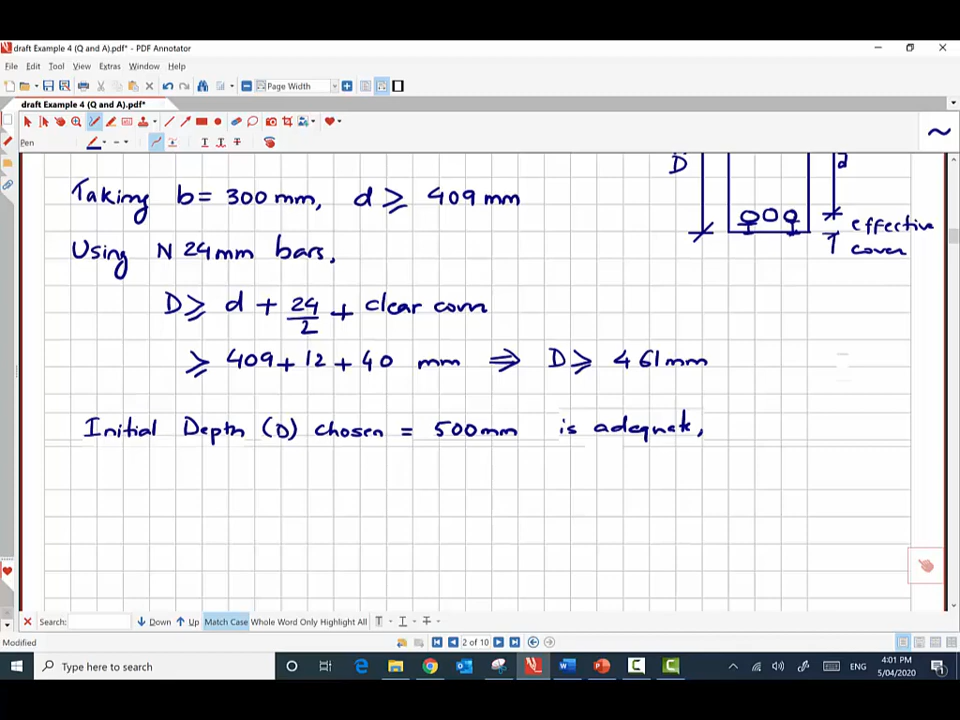 draft Example 4 (Q and A).pdf* - PDF Annotator
File Edit Tool View Extras Window Help
Page Width
draft Example 4 (Q and A).pdf*
Pen
D d
Taking b = 300 mm, d ⩾ 409 mm
effective
cover
Using N 24mm bars,
D ⩾ d + 24/2 + clear cover
⩾ 409 + 12 + 40 mm ⇒ D ⩾ 461mm
Initial Depth (D) chosen = 500mm is adequate,
Search: Down Up Match Case Whole Word Only Highlight All
Modified 2 of 10
Type here to search
ENG
4:01 PM
5/04/2020